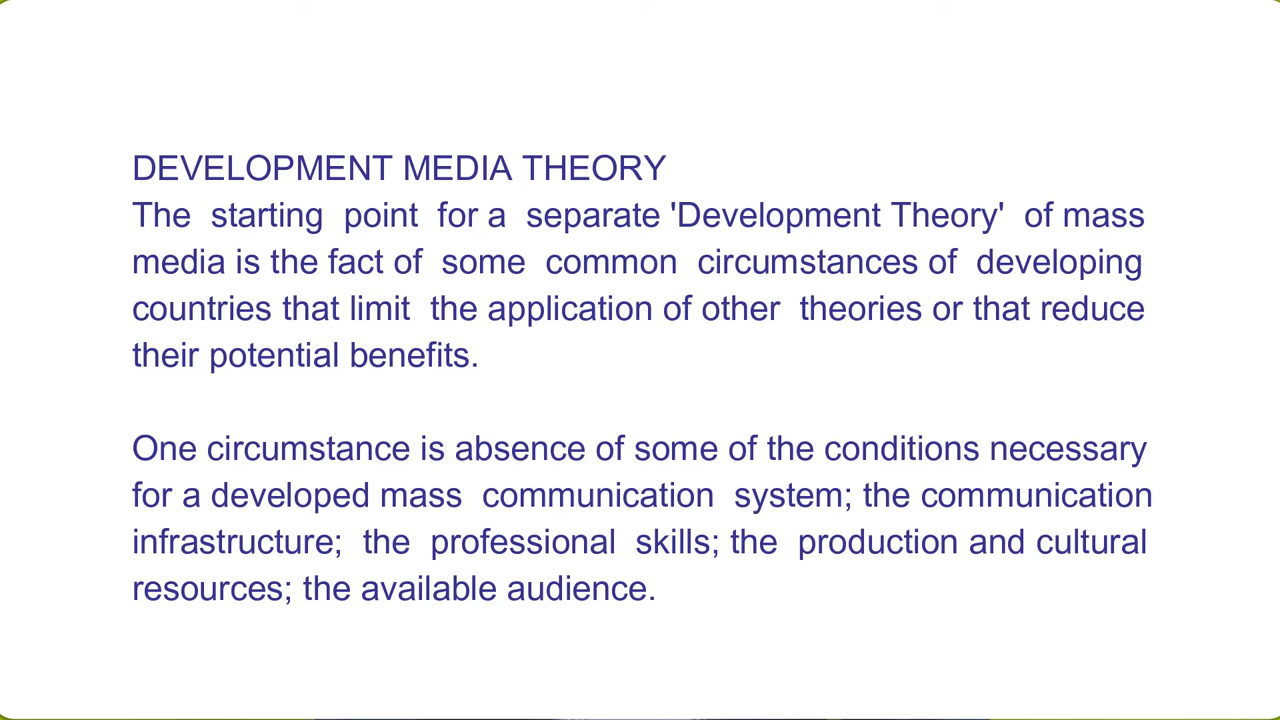 DEVELOPMENT MEDIA THEORY
The starting point for a separate 'Development Theory' of mass
media is the fact of some common circumstances of developing
countries that limit the application of other theories or that reduce
their potential benefits.
One circumstance is absence of some of the conditions necessary
for a developed mass communication system; the communication
infrastructure; the professional skills; the production and cultural
resources; the available audience.